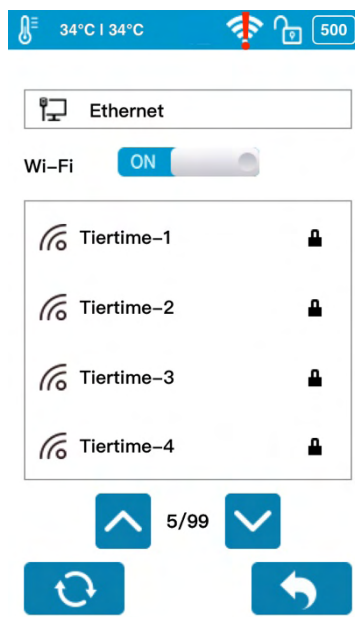 34°C | 34°C 500
Ethernet
Wi-Fi ON
Tiertime-1
Tiertime-2
Tiertime-3
Tiertime-4
5/99